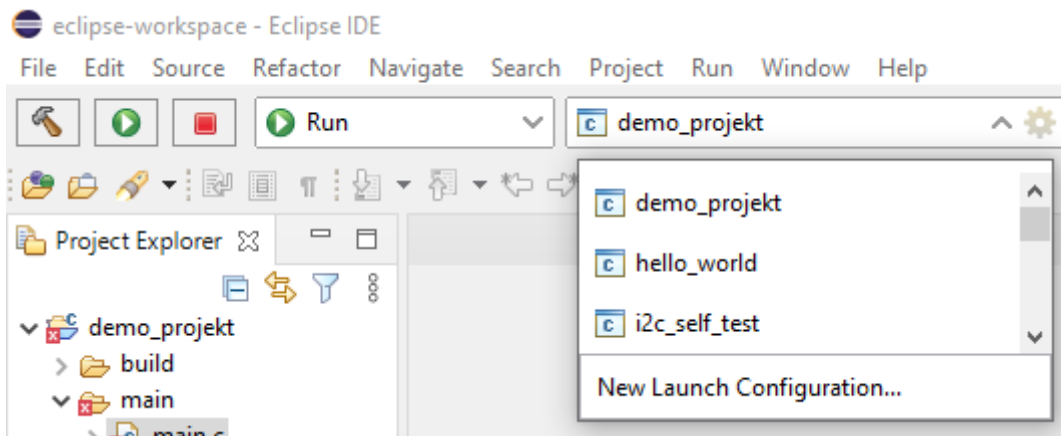 eclipse-workspace - Eclipse IDE
File Edit Source Refactor Navigate Search Project Run Window Help
Run
demo_projekt
demo_projekt
hello_world
i2c_self_test
New Launch Configuration...
Project Explorer
demo_projekt
build
main
main.c